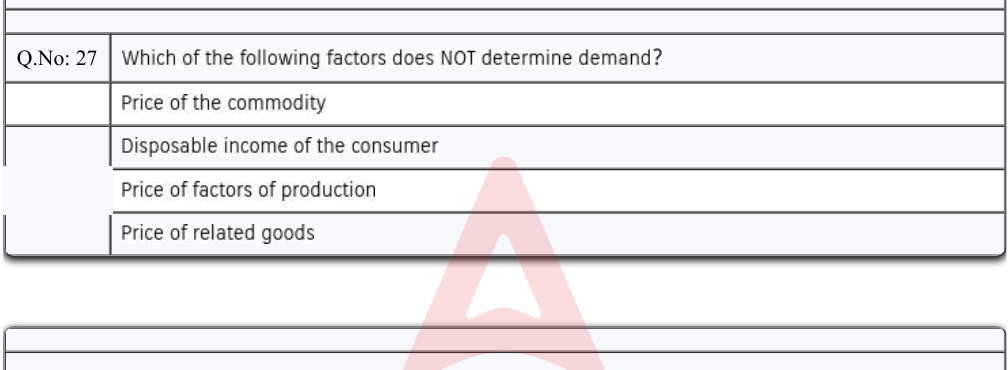 Q.No: 27 Which of the following factors does NOT determine demand?
Price of the commodity
Disposable income of the consumer
Price of factors of production
Price of related goods